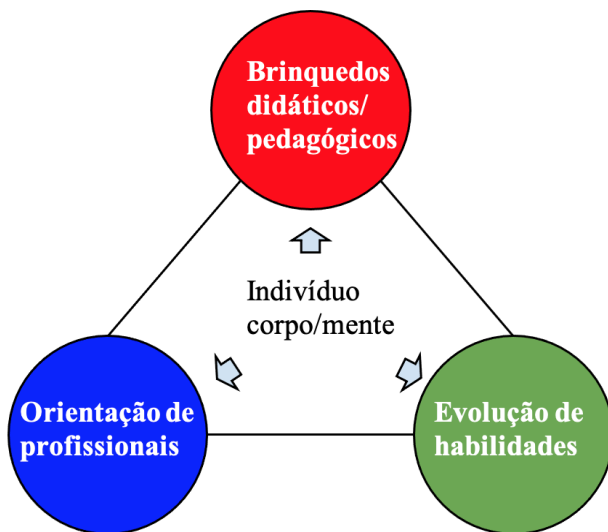 Brinquedos
didáticos/
pedagógicos
Indivíduo
corpo/mente
Orientação de
profissionais
Evolução de
habilidades